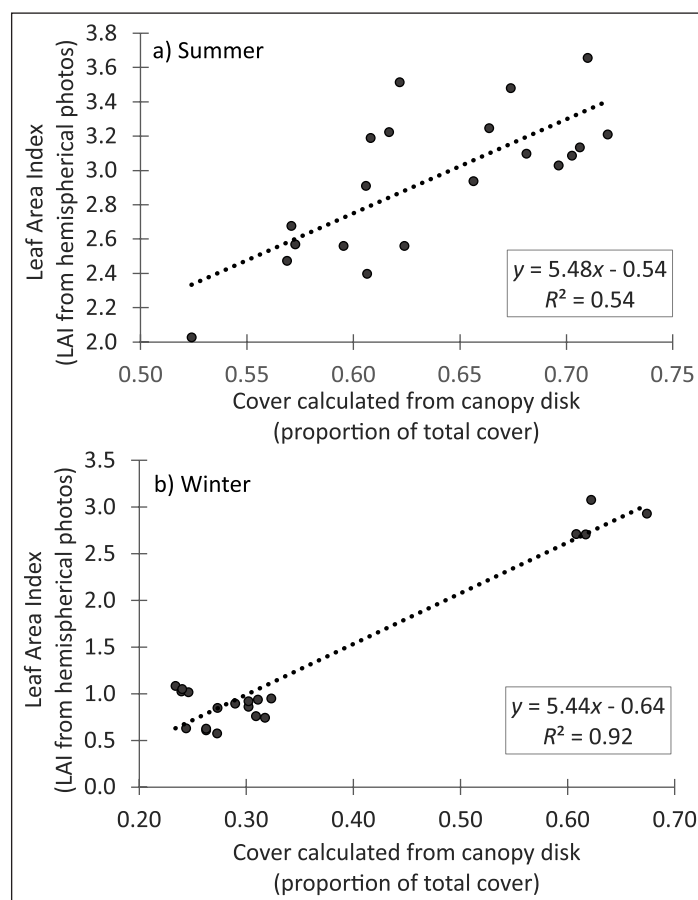 a) Summer
Leaf Area Index
(LAI from hemispherical photos)
3.8
3.6
3.4
3.2
3.0
2.8
2.6
2.4
2.2
2.0
y = 5.48x - 0.54
R² = 0.54
0.50 0.55 0.60 0.65 0.70 0.75
Cover calculated from canopy disk
(proportion of total cover)
b) Winter
Leaf Area Index
(LAI from hemispherical photos)
3.5
3.0
2.5
2.0
1.5
1.0
0.5
0.0
y = 5.44x - 0.64
R² = 0.92
0.20 0.30 0.40 0.50 0.60 0.70
Cover calculated from canopy disk
(proportion of total cover)